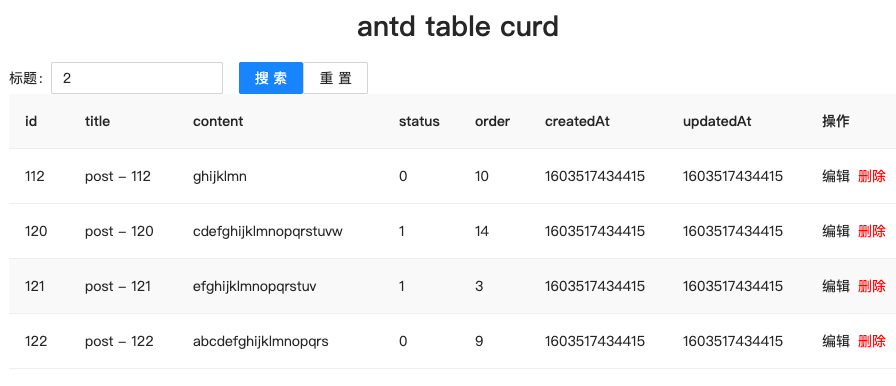 antd table curd
标题： 2 搜 索 重 置
id title content status order createdAt updatedAt 操作
112 post - 112 ghijklmn 0 10 1603517434415 1603517434415 编辑 删除
120 post - 120 cdefghijklmnopqrstuvw 1 14 1603517434415 1603517434415 编辑 删除
121 post - 121 efghijklmnopqrstuv 1 3 1603517434415 1603517434415 编辑 删除
122 post - 122 abcdefghijklmnopqrs 0 9 1603517434415 1603517434415 编辑 删除